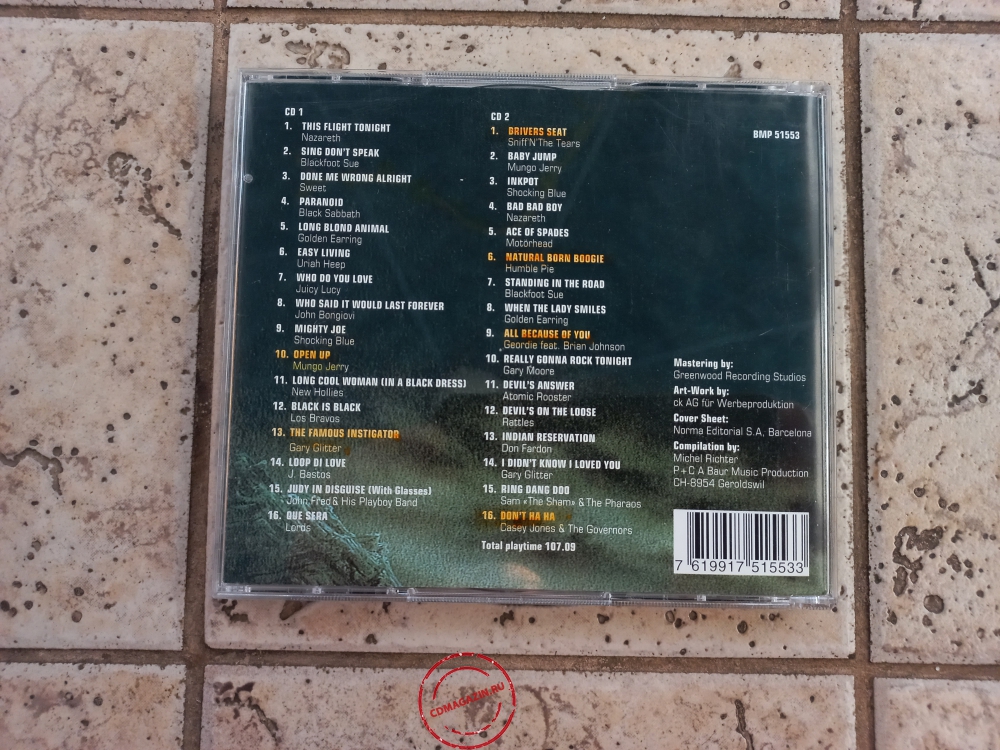 CD 1
1. THIS FLIGHT TONIGHT
Nazareth
2. SING DON'T SPEAK
Blackfoot Sue
3. DONE ME WRONG ALRIGHT
Sweet
4. PARANOID
Black Sabbath
5. LONG BLOND ANIMAL
Golden Earring
6. EASY LIVING
Uriah Heep
7. WHO DO YOU LOVE
Juicy Lucy
8. WHO SAID IT WOULD LAST FOREVER
John Bongiovi
9. MIGHTY JOE
Shocking Blue
10. OPEN UP
Mungo Jerry
11. LONG COOL WOMAN (IN A BLACK DRESS)
New Hollies
12. BLACK IS BLACK
Los Bravos
13. THE FAMOUS INSTIGATOR
Gary Glitter
14. LOOP DI LOVE
J. Bastos
15. JUDY IN DISGUISE (With Glasses)
John Fred & His Playboy Band
16. QUE SERA
Lords
CD 2
1. DRIVERS SEAT
Sniff'N'The Tears
2. BABY JUMP
Mungo Jerry
3. INKPOT
Shocking Blue
4. BAD BAD BOY
Nazareth
5. ACE OF SPADES
Motörhead
6. NATURAL BORN BOOGIE
Humble Pie
7. STANDING IN THE ROAD
Blackfoot Sue
8. WHEN THE LADY SMILES
Golden Earring
9. ALL BECAUSE OF YOU
Geordie feat. Brian Johnson
10. REALLY GONNA ROCK TONIGHT
Gary Moore
11. DEVIL'S ANSWER
Atomic Rooster
12. DEVIL'S ON THE LOOSE
Rattles
13. INDIAN RESERVATION
Don Fardon
14. I DIDN'T KNOW I LOVED YOU
Gary Glitter
15. RING DANG DOO
Sam «The Sham» & The Pharaos
16. DON'T HA HA
Casey Jones & The Governors
Total playtime 107.09
BMP 51553
Mastering by:
Greenwood Recording Studios
Art-Work by:
ck AG für Werbeproduktion
Cover Sheet:
Norma Editorial S.A. Barcelona
Compilation by:
Michel Richter
P+C A Baur Music Production
CH-8954 Geroldswil
7 619917 515533
CDMAGAZIN.RU